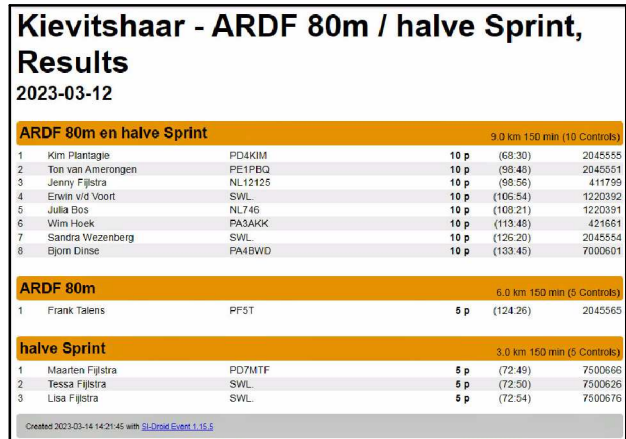 Kievitshaar - ARDF 80m / halve Sprint,
Results
2023-03-12
ARDF 80m en halve Sprint 9.0 km 150 min (10 Controls)
1 Kim Plantagie PD4KIM 10 p (68:30) 2045555
2 Ton van Amerongen PE1PBQ 10 p (98:48) 2045551
3 Jenny Fijlstra NL12125 10 p (98:56) 411799
4 Erwin v/d Voort SWL. 10 p (106:54) 1220392
5 Julia Bos NL746 10 p (108:21) 1220391
6 Wim Hoek PA3AKK 10 p (113:48) 421661
7 Sandra Wezenberg SWL. 10 p (126:20) 2045554
8 Bjorn Dinse PA4BWD 10 p (133:45) 7000601
ARDF 80m 6.0 km 150 min (5 Controls)
1 Frank Talens PF5T 5 p (124:26) 2045565
halve Sprint 3.0 km 150 min (5 Controls)
1 Maarten Fijlstra PD7MTF 5 p (72:49) 7500666
2 Tessa Fijlstra SWL. 5 p (72:50) 7500626
3 Lisa Fijlstra SWL. 5 p (72:54) 7500676
Created 2023-03-14 14:21:45 with SI-Droid Event 1.15.5